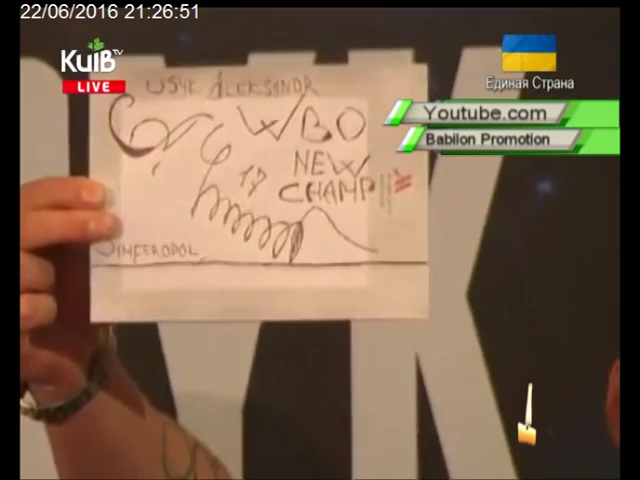 22/06/2016 21:26:51
КиїВ TV
LIVE
Единая Страна
Youtube.com
Babilon Promotion
USYK ALEKSANDR
WBO
NEW
17
CHAMP
SIMFEROPOL